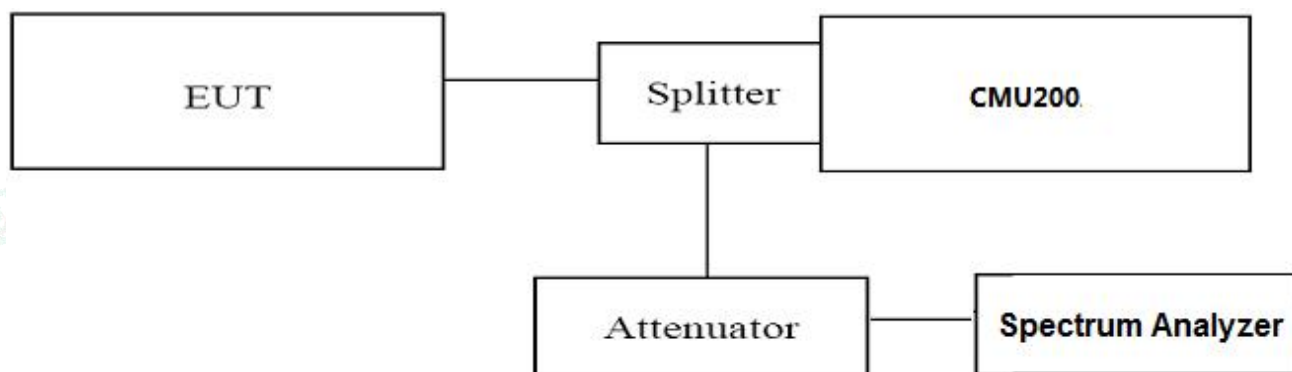 EUT
Splitter
CMU200.
Attenuator
Spectrum Analyzer